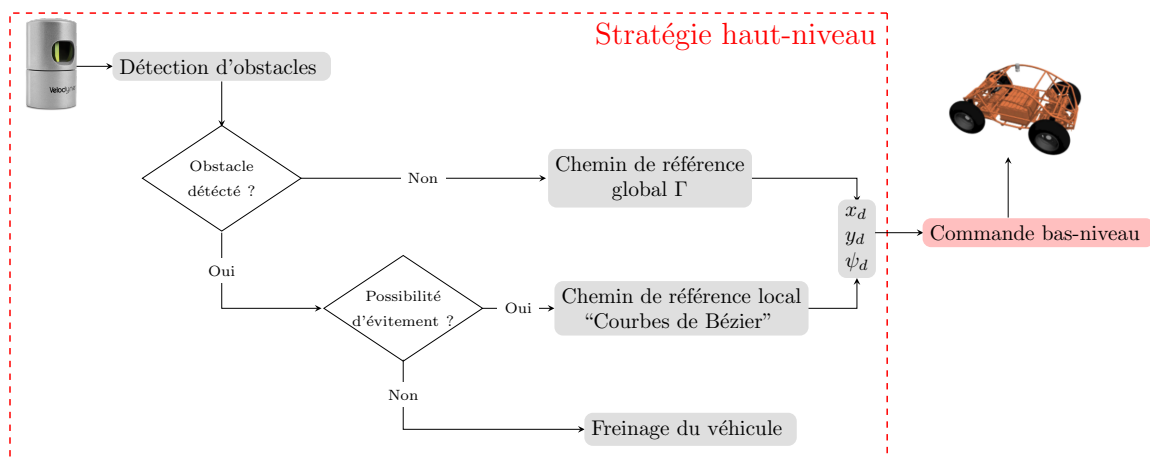 Stratégie haut-niveau
Velodyne
Détection d'obstacles
Obstacle
détécté ?
Non
Chemin de référence
global Γ
x_d
y_d
ψ_d
Commande bas-niveau
Oui
Possibilité
d'évitement ?
Oui
Chemin de référence local
“Courbes de Bézier”
Non
Freinage du véhicule